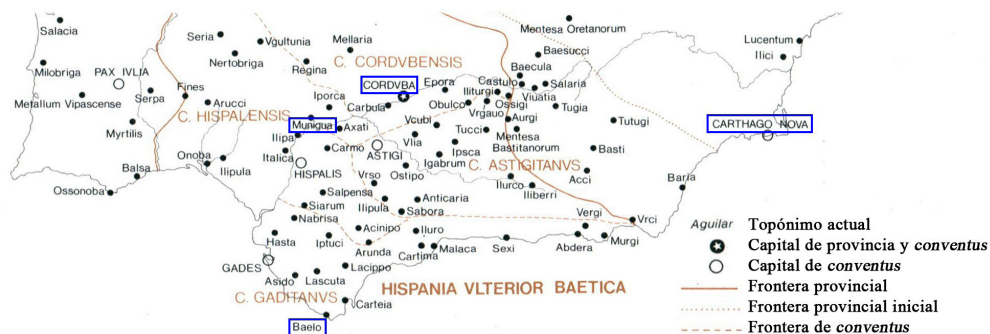 Salacia
Mentesa Oretanorum
Seria
Vgultunia
Mellaria
Lucentum
Baesucci
Ilici
Nertobriga
Regina
C. CORDVBENSIS
Milobriga
PAX IVLIA
Baecula
CORDVBA
Epora
Castulo
Salaria
Metallum Vipascense
Serpa
Fines
Arucci
Iporca
Carbula
Iliturgi
Viuatia
Obulco
Ossigi
Tugia
C. HISPALENSIS
Vrgauo
CARTHAGO NOVA
Munigua
Axati
Vcubi
Aurgi
Tutugi
Myrtilis
Ilipa
Tucci
Vlia
Mentesa
Bastitanorum
Carmo
ASTIGI
Ipsca
Basti
Onoba
Italica
Igabrum
C. ASTIGITANVS
Balsa
Ilipula
HISPALIS
Ostipo
Acci
Ossonoba
Vrso
Ilurco
Iliberri
Baria
Salpensa
Anticaria
Siarum
Ilipula
Sabora
Nabrisa
Vergi
Vrci
Acinipo
Iluro
Hasta
Iptuci
Arunda
Cartima
Malaca
Sexi
Abdera
Murgi
GADES
Lacippo
Asido
Lascuta
HISPANIA VLTERIOR BAETICA
C. GADITANVS
Carteia
Baelo
Aguilar Topónimo actual
Capital de provincia y conventus
Capital de conventus
Frontera provincial
Frontera provincial inicial
Frontera de conventus